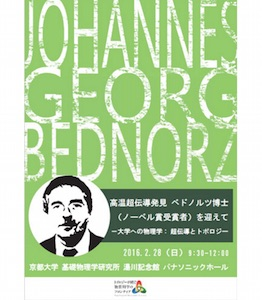 JOHANNES
GEORG
BEDNORZ
高温超伝導発見 ベドノルツ博士
（ノーベル賞受賞者）を迎えて
ー大学への物理学： 超伝導とトポロジー
2016.2.28（日） 9:30-12:00
京都大学 基礎物理学研究所 湯川記念館 パナソニックホール